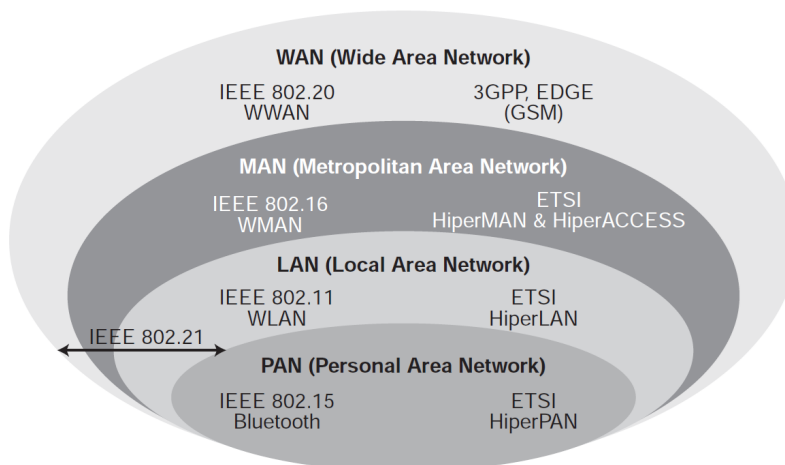 WAN (Wide Area Network)
IEEE 802.20 3GPP, EDGE
WWAN (GSM)
MAN (Metropolitan Area Network)
IEEE 802.16 ETSI
WMAN HiperMAN & HiperACCESS
LAN (Local Area Network)
IEEE 802.11 ETSI
WLAN HiperLAN
IEEE 802.21
PAN (Personal Area Network)
IEEE 802.15 ETSI
Bluetooth HiperPAN